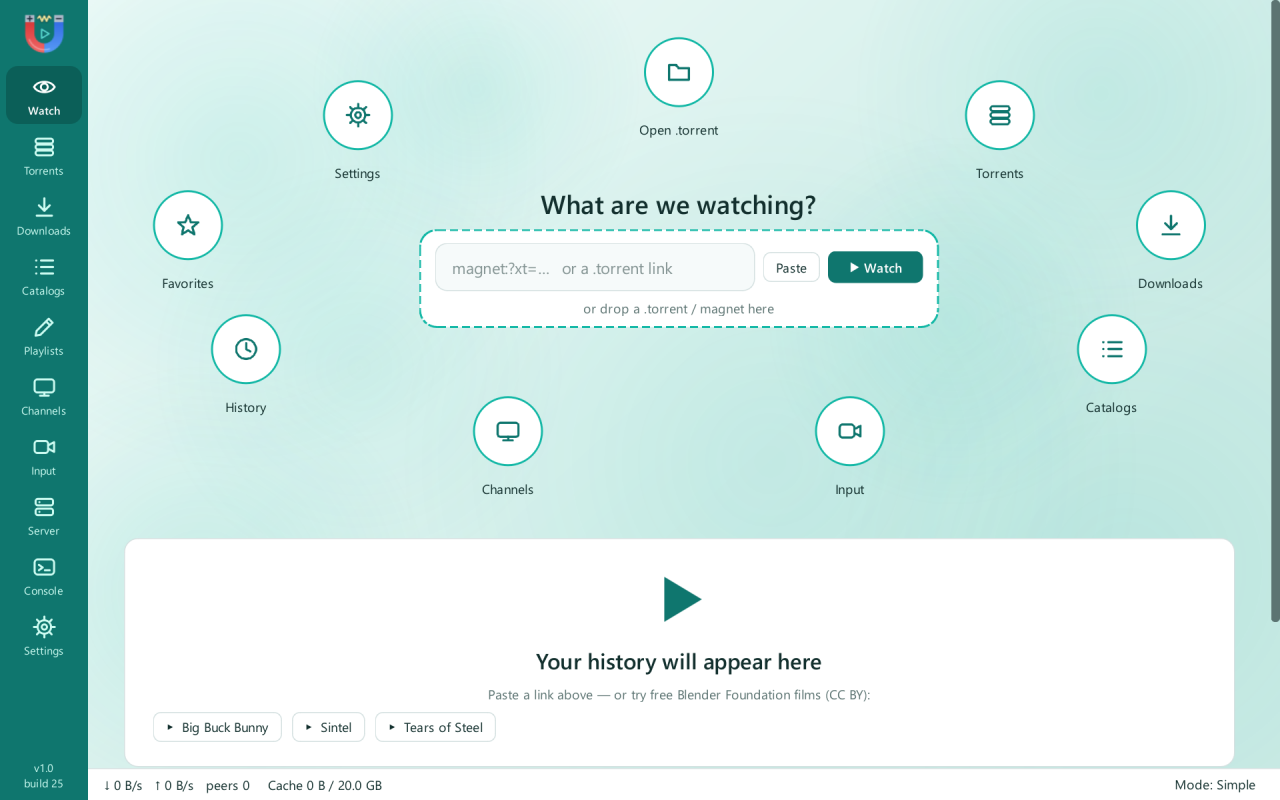 Watch
Torrents
Downloads
Catalogs
Playlists
Channels
Input
Server
Console
Settings
v1.0
build 25
Open .torrent
Settings
Torrents
Favorites
Downloads
What are we watching?
magnet:?xt=... or a .torrent link
Paste
Watch
or drop a .torrent / magnet here
History
Catalogs
Channels
Input
Your history will appear here
Paste a link above — or try free Blender Foundation films (CC BY):
Big Buck Bunny
Sintel
Tears of Steel
↓ 0 B/s ↑ 0 B/s peers 0 Cache 0 B / 20.0 GB
Mode: Simple